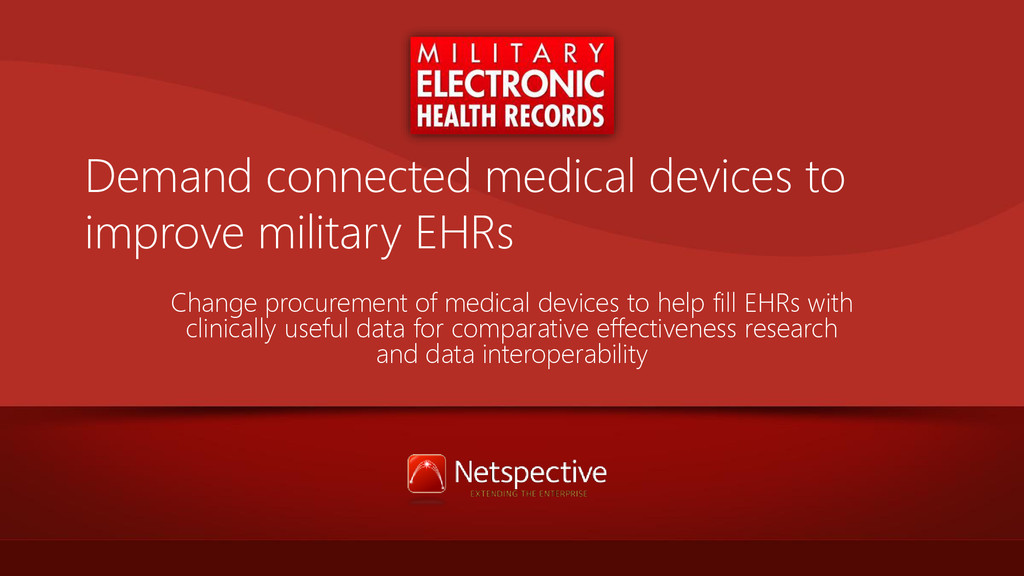 MILITARY
ELECTRONIC
HEALTH RECORDS
Demand connected medical devices to
improve military EHRs
Change procurement of medical devices to help fill EHRs with
clinically useful data for comparative effectiveness research
and data interoperability
Netspective
EXTENDING THE ENTERPRISE